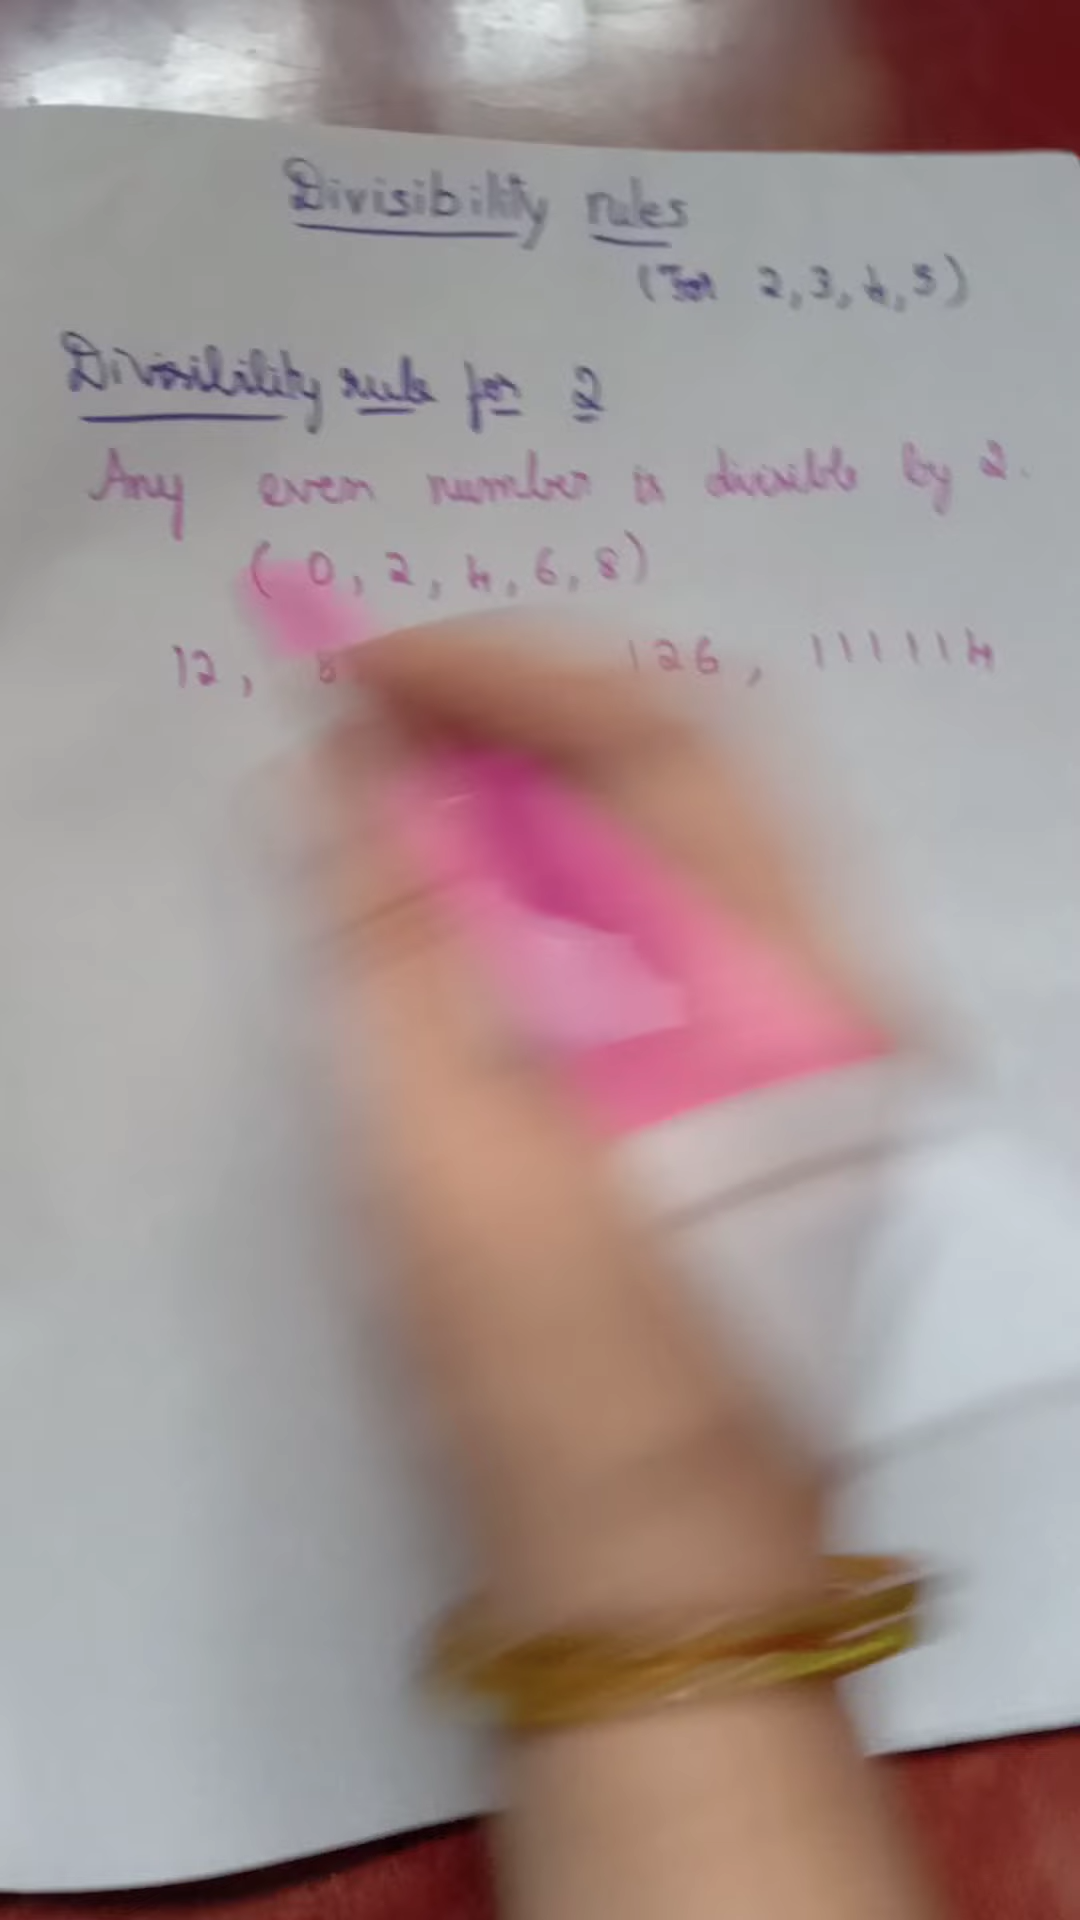 Divisibility rules
(For 2, 3, 4, 5)
Divisibility rule for 2
Any even number is divisible by 2.
( 0, 2, 4, 6, 8)
12, 126, 111114